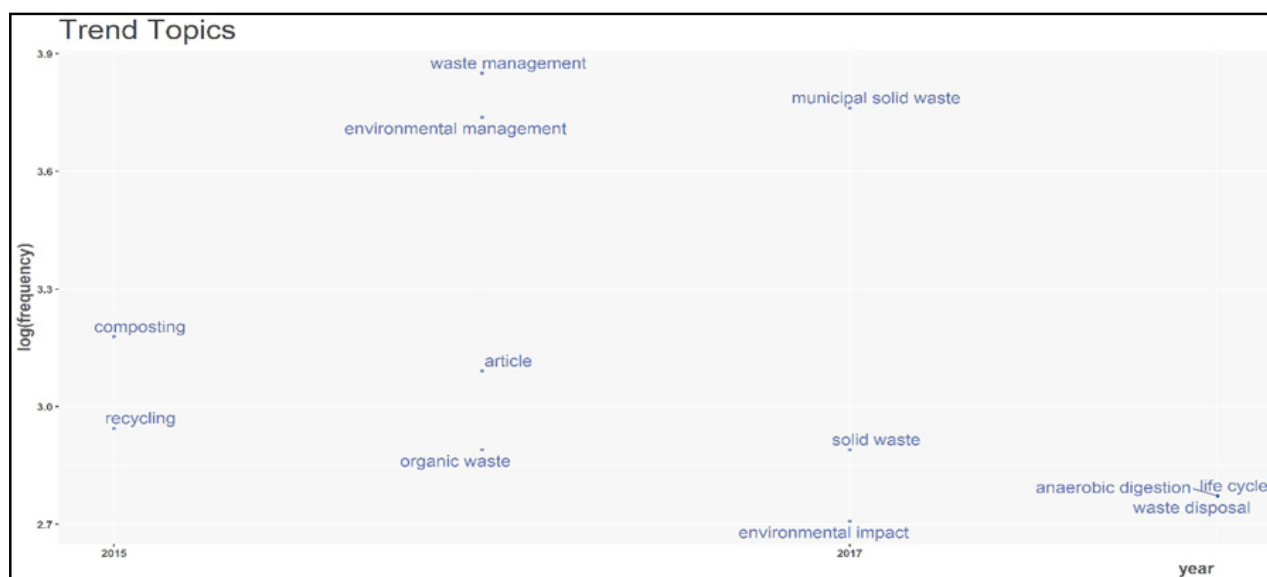 Trend Topics
3.9
waste management
municipal solid waste
environmental management
3.6
log(frequency)
3.3
composting
article
3.0
recycling
solid waste
organic waste
anaerobic digestion life cycle
waste disposal
2.7
environmental impact
2015 2017
year